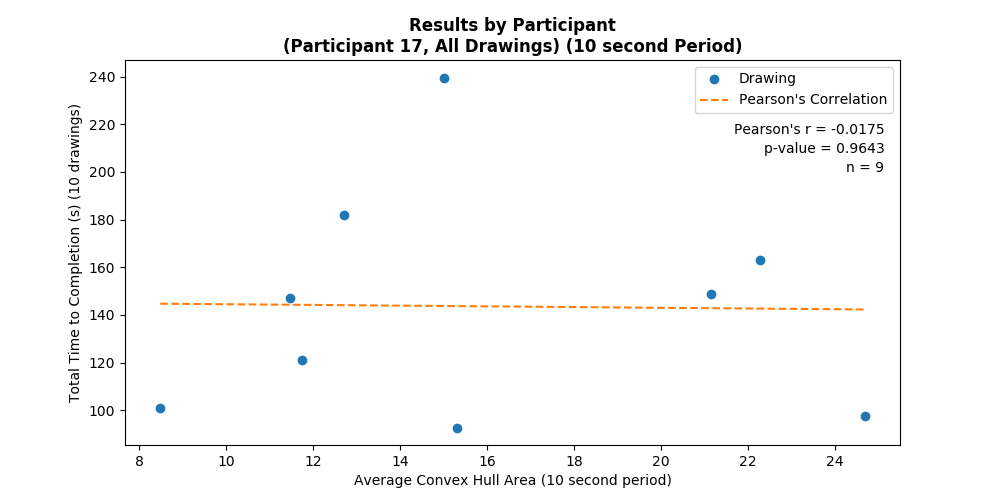 Results by Participant
(Participant 17, All Drawings) (10 second Period)
Drawing
Pearson's Correlation
Pearson's r = -0.0175
p-value = 0.9643
n = 9
Total Time to Completion (s) (10 drawings)
240
220
200
180
160
140
120
100
8 10 12 14 16 18 20 22 24
Average Convex Hull Area (10 second period)